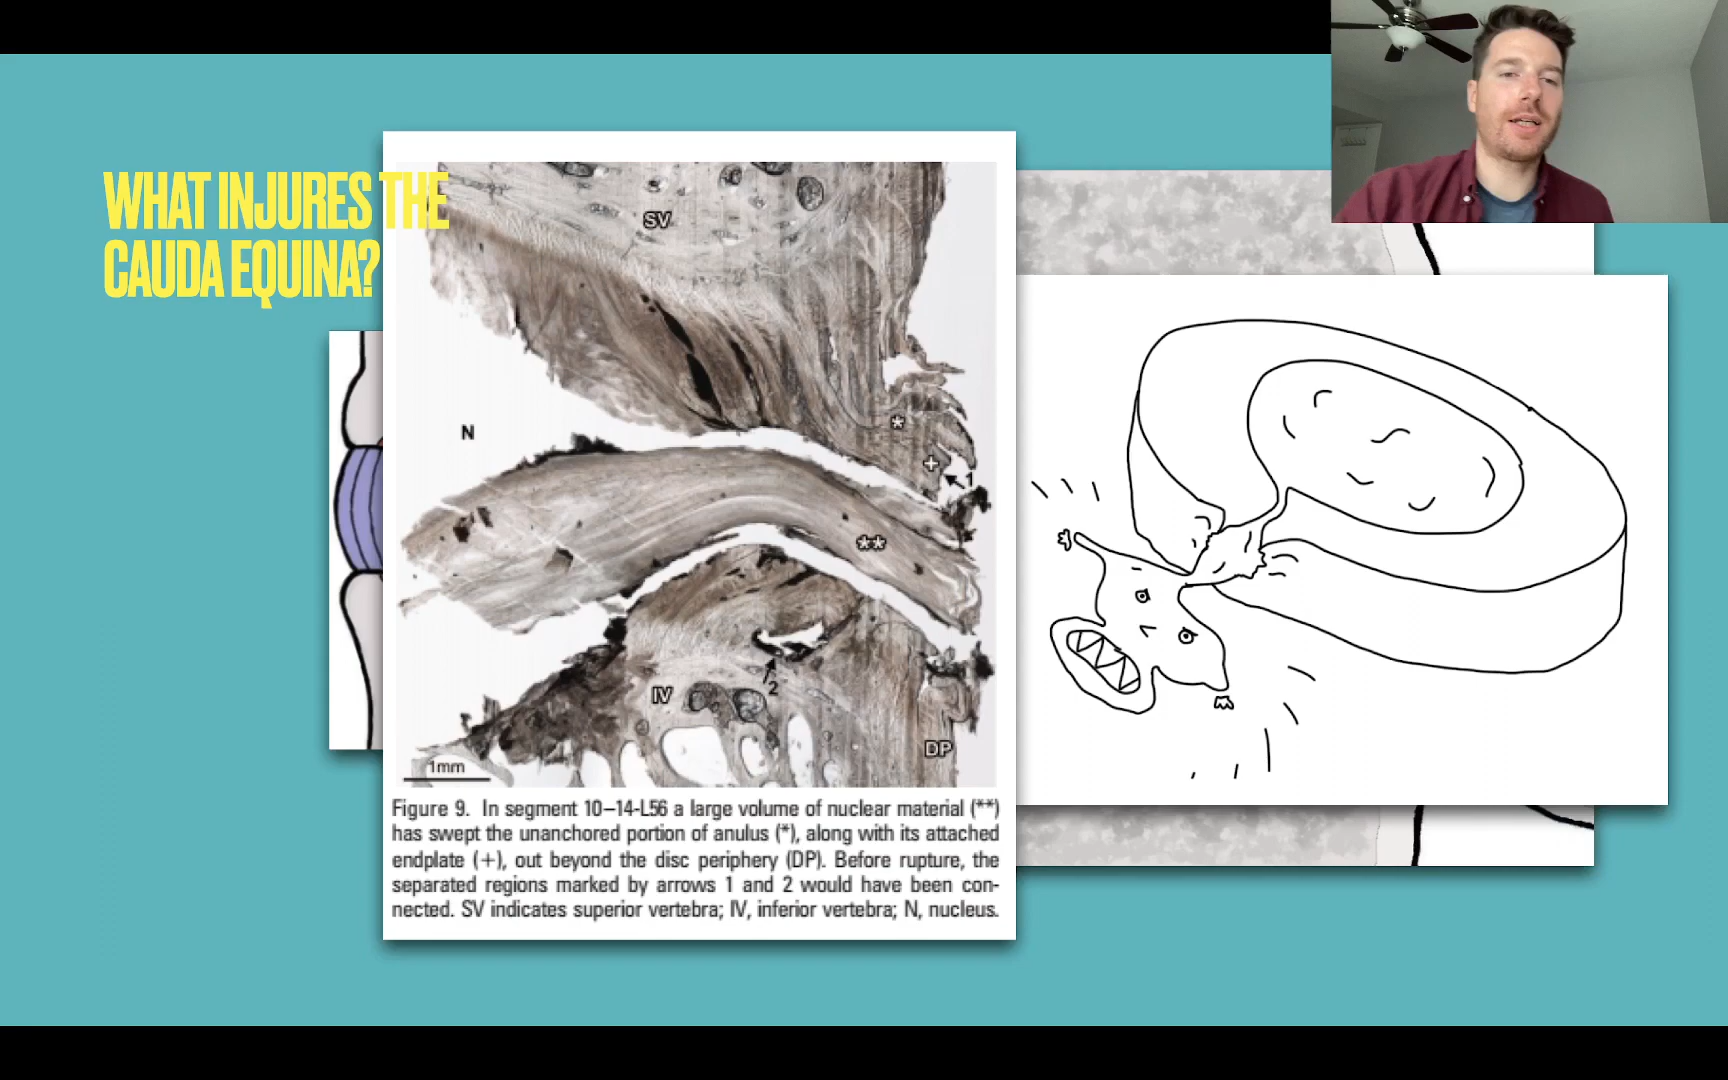 WHAT INJURES THE
CAUDA EQUINA?
SV
N
*
+
1
**
IV
2
DP
1mm
Figure 9. In segment 10–14-L56 a large volume of nuclear material (**)
has swept the unanchored portion of anulus (*), along with its attached
endplate (+), out beyond the disc periphery (DP). Before rupture, the
separated regions marked by arrows 1 and 2 would have been con-
nected. SV indicates superior vertebra; IV, inferior vertebra; N, nucleus.